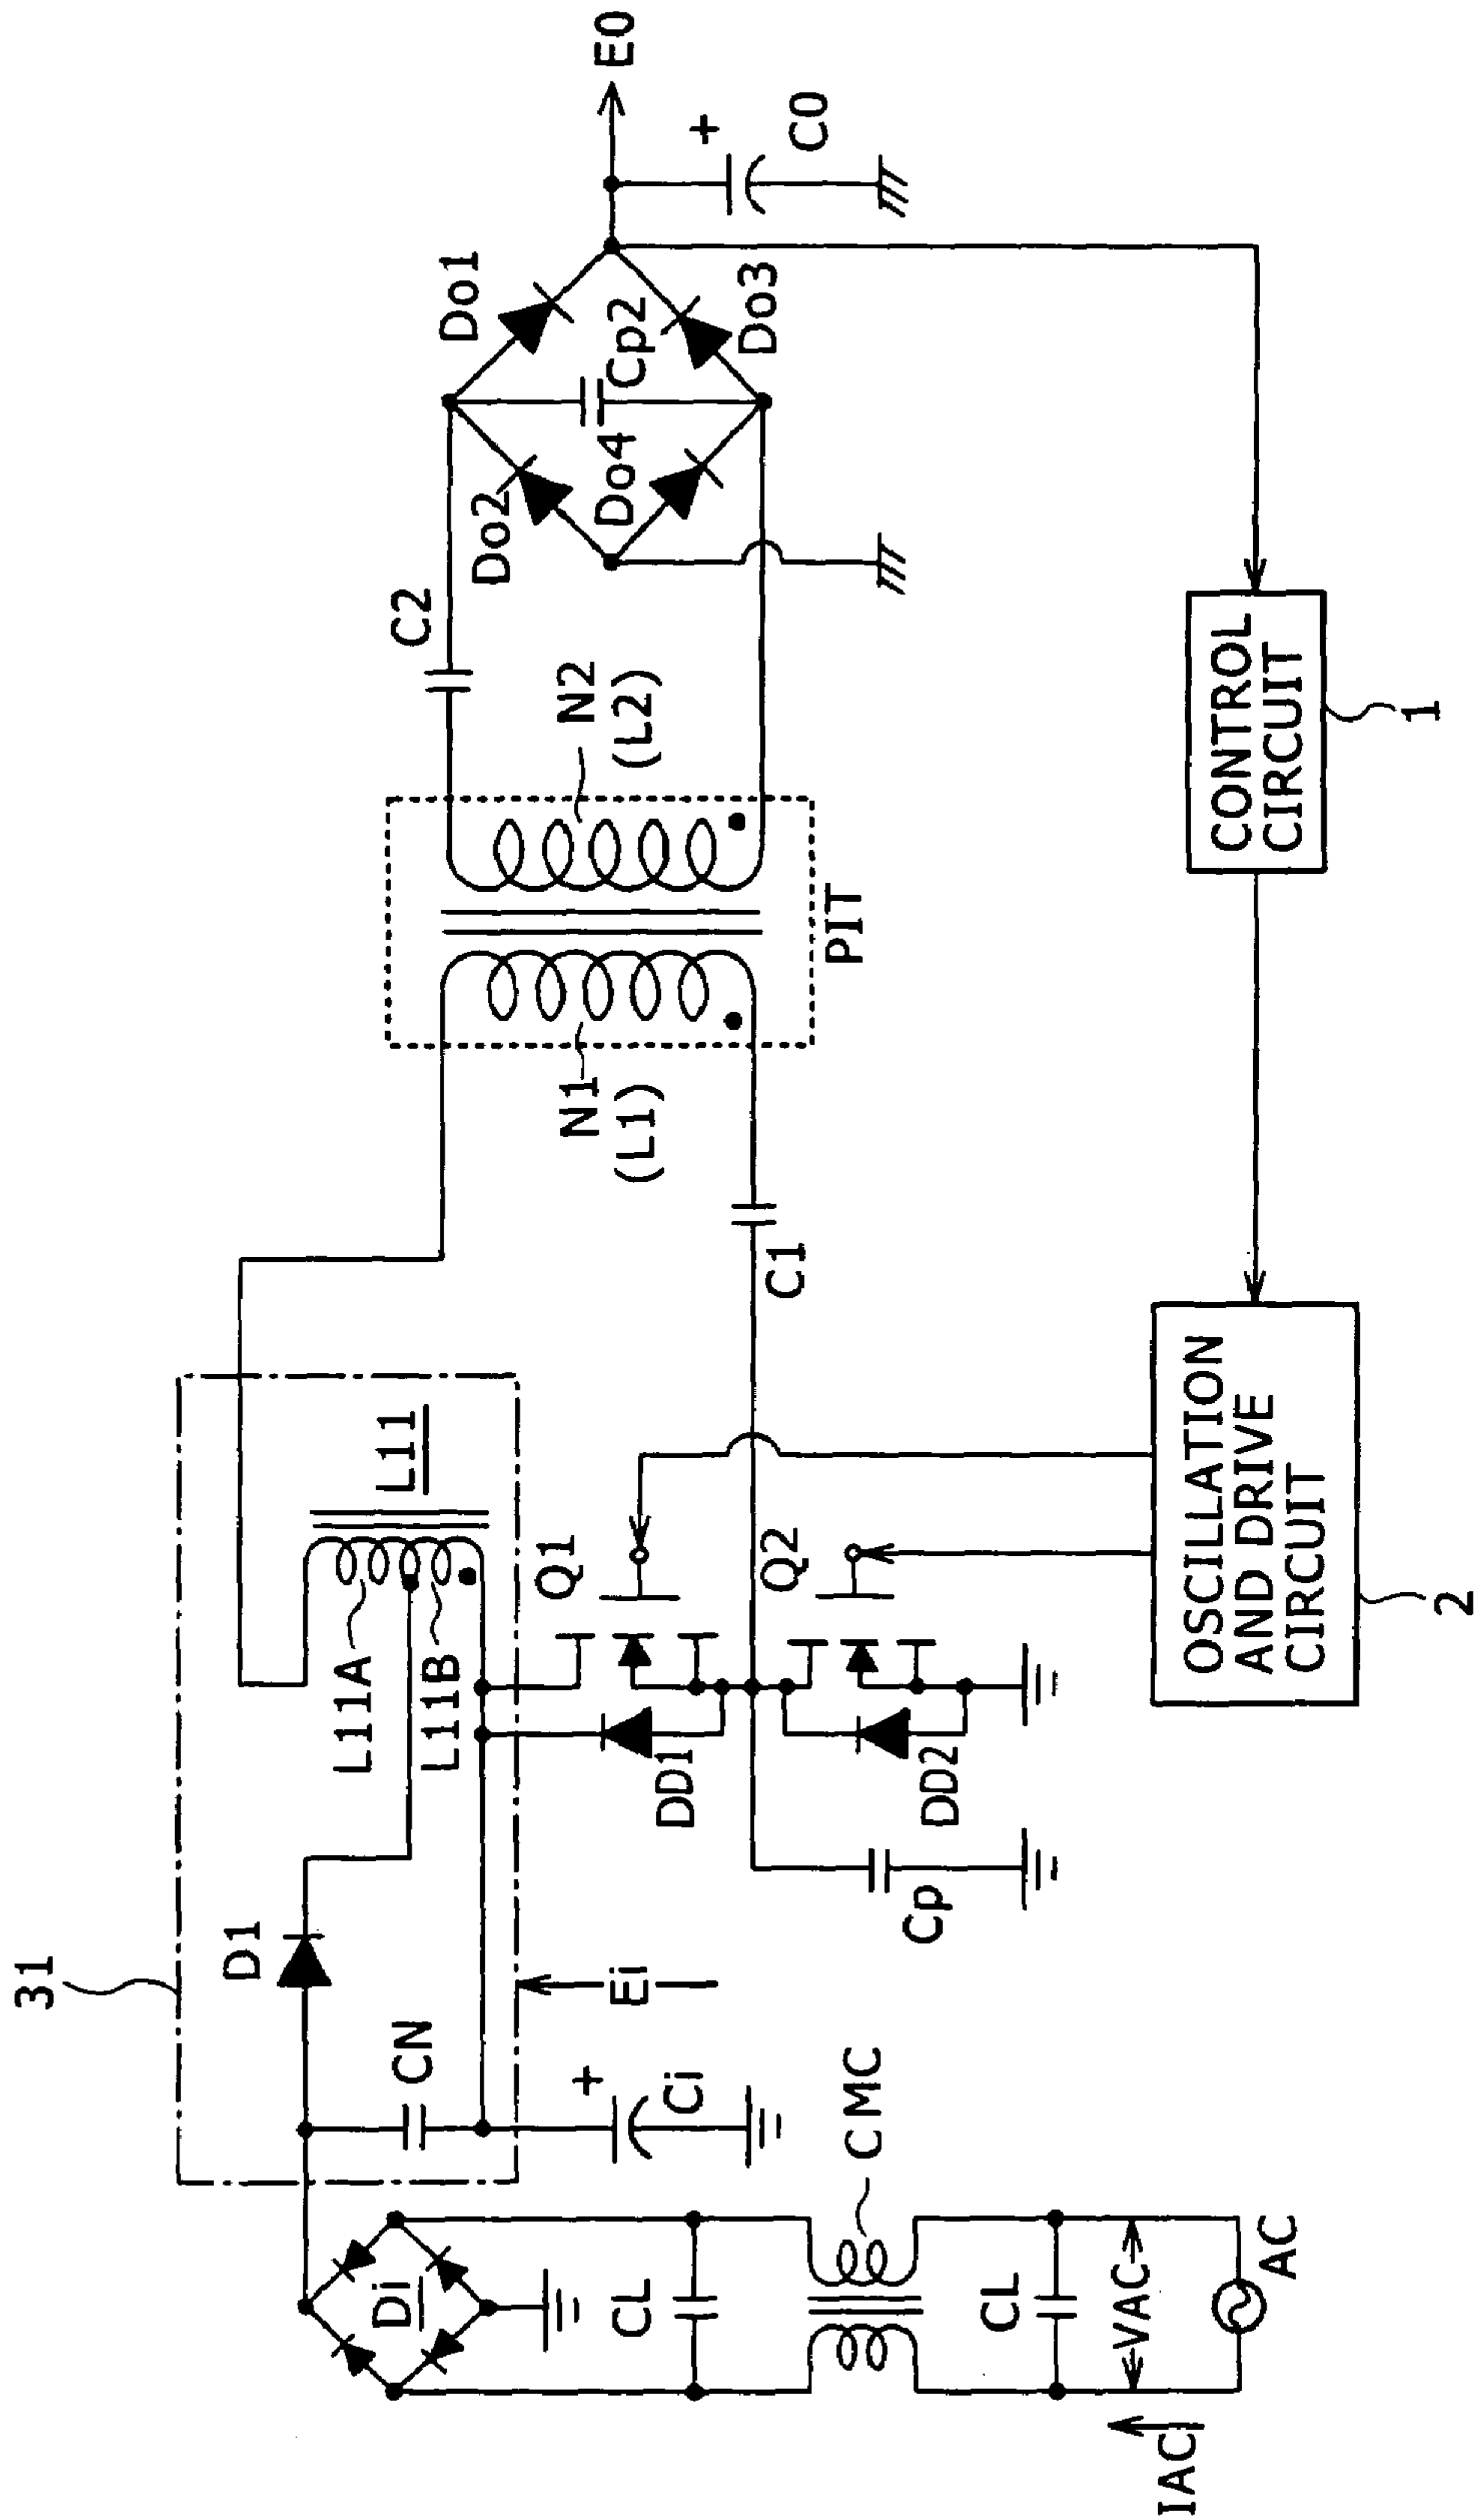 31
D1
CN
L11A
L11B
L11
Di
Ei
Ci
CMC
CL
CL
VAC
AC
IAC
Q1
Q2
DD1
DD2
Cp
C1
N1
(L1)
PIT
N2
(L2)
C2
Do1
Do2
Do3
Do4
Cp2
+
+
CO
EO
CONTROL
CIRCUIT
1
OSCILLATION
AND DRIVE
CIRCUIT
2